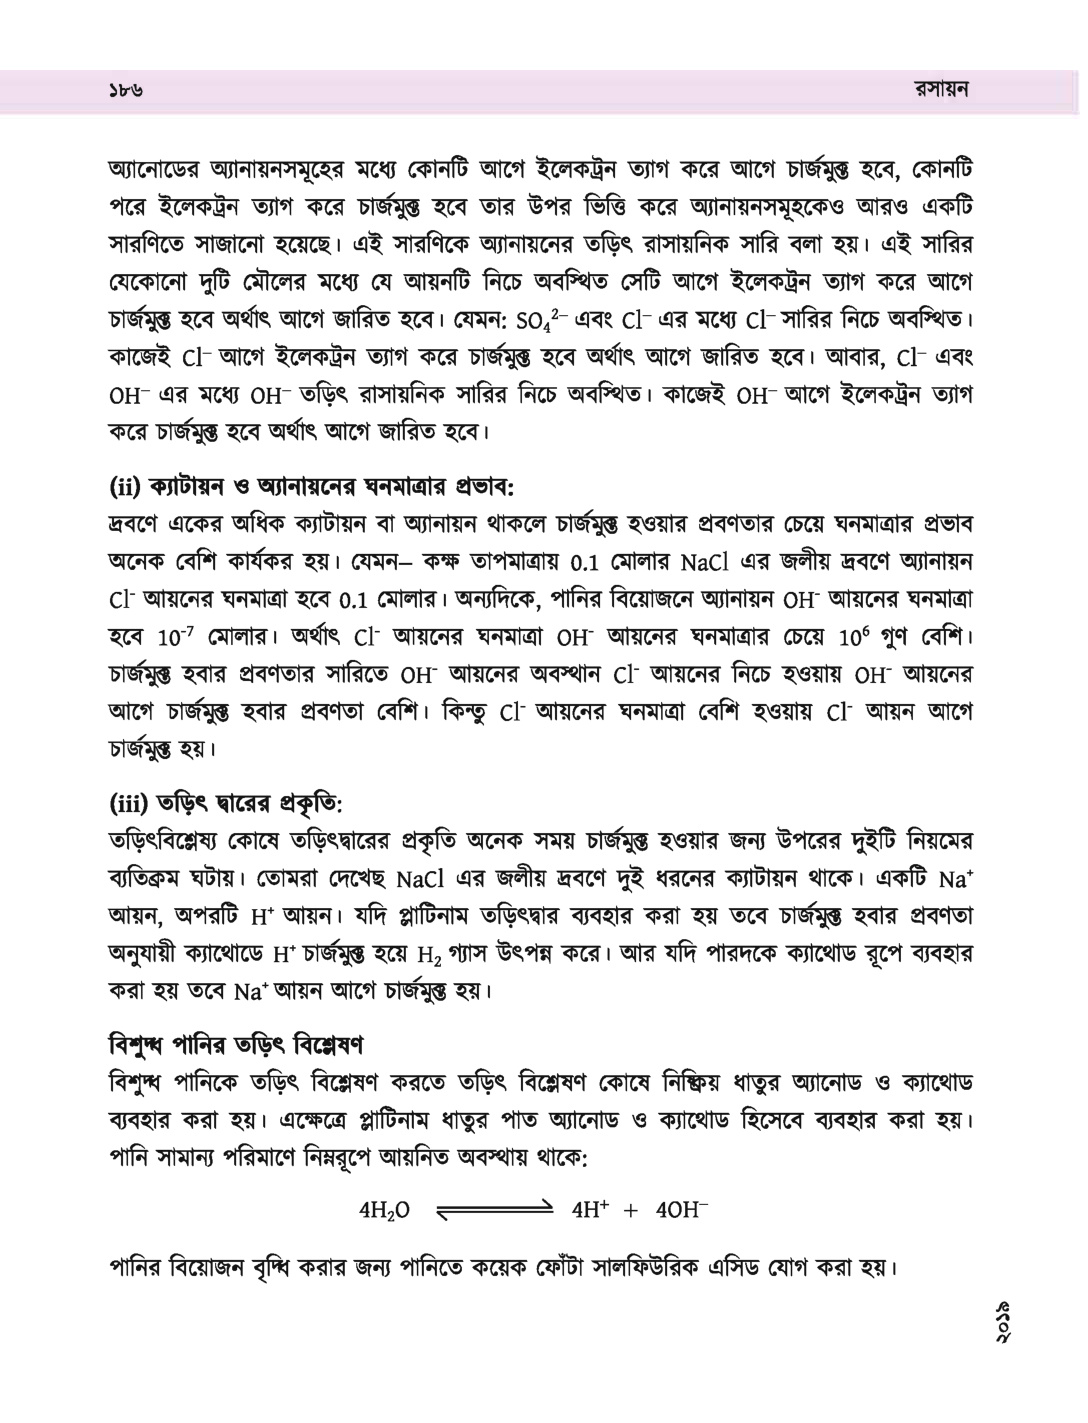 ১৮৬
রসায়ন
অ্যানোডের অ্যানায়নসমূহের মধ্যে কোনটি আগে ইলেকট্রন ত্যাগ করে আগে চার্জমুক্ত হবে, কোনটি
পরে ইলেকট্রন ত্যাগ করে চার্জমুক্ত হবে তার উপর ভিত্তি করে অ্যানায়নসমূহকেও আরও একটি
সারণিতে সাজানো হয়েছে। এই সারণিকে অ্যানায়নের তড়িৎ রাসায়নিক সারি বলা হয়। এই সারির
যেকোনো দুটি মৌলের মধ্যে যে আয়নটি নিচে অবস্থিত সেটি আগে ইলেকট্রন ত্যাগ করে আগে
চার্জমুক্ত হবে অর্থাৎ আগে জারিত হবে। যেমন: SO₄²⁻ এবং Cl⁻ এর মধ্যে Cl⁻ সারির নিচে অবস্থিত।
কাজেই Cl⁻ আগে ইলেকট্রন ত্যাগ করে চার্জমুক্ত হবে অর্থাৎ আগে জারিত হবে। আবার, Cl⁻ এবং
OH⁻ এর মধ্যে OH⁻ তড়িৎ রাসায়নিক সারির নিচে অবস্থিত। কাজেই OH⁻ আগে ইলেকট্রন ত্যাগ
করে চার্জমুক্ত হবে অর্থাৎ আগে জারিত হবে।
(ii) ক্যাটায়ন ও অ্যানায়নের ঘনমাত্রার প্রভাব:
দ্রবণে একের অধিক ক্যাটায়ন বা অ্যানায়ন থাকলে চার্জমুক্ত হওয়ার প্রবণতার চেয়ে ঘনমাত্রার প্রভাব
অনেক বেশি কার্যকর হয়। যেমন– কক্ষ তাপমাত্রায় 0.1 মোলার NaCl এর জলীয় দ্রবণে অ্যানায়ন
Cl⁻ আয়নের ঘনমাত্রা হবে 0.1 মোলার। অন্যদিকে, পানির বিয়োজনে অ্যানায়ন OH⁻ আয়নের ঘনমাত্রা
হবে 10⁻⁷ মোলার। অর্থাৎ Cl⁻ আয়নের ঘনমাত্রা OH⁻ আয়নের ঘনমাত্রার চেয়ে 10⁶ গুণ বেশি।
চার্জমুক্ত হবার প্রবণতার সারিতে OH⁻ আয়নের অবস্থান Cl⁻ আয়নের নিচে হওয়ায় OH⁻ আয়নের
আগে চার্জমুক্ত হবার প্রবণতা বেশি। কিন্তু Cl⁻ আয়নের ঘনমাত্রা বেশি হওয়ায় Cl⁻ আয়ন আগে
চার্জমুক্ত হয়।
(iii) তড়িৎ দ্বারের প্রকৃতি:
তড়িৎবিশ্লেষ্য কোষে তড়িৎদ্বারের প্রকৃতি অনেক সময় চার্জমুক্ত হওয়ার জন্য উপরের দুইটি নিয়মের
ব্যতিক্রম ঘটায়। তোমরা দেখেছ NaCl এর জলীয় দ্রবণে দুই ধরনের ক্যাটায়ন থাকে। একটি Na⁺
আয়ন, অপরটি H⁺ আয়ন। যদি প্লাটিনাম তড়িৎদ্বার ব্যবহার করা হয় তবে চার্জমুক্ত হবার প্রবণতা
অনুযায়ী ক্যাথোডে H⁺ চার্জমুক্ত হয়ে H₂ গ্যাস উৎপন্ন করে। আর যদি পারদকে ক্যাথোড রূপে ব্যবহার
করা হয় তবে Na⁺ আয়ন আগে চার্জমুক্ত হয়।
বিশুদ্ধ পানির তড়িৎ বিশ্লেষণ
বিশুদ্ধ পানিকে তড়িৎ বিশ্লেষণ করতে তড়িৎ বিশ্লেষণ কোষে নিষ্ক্রিয় ধাতুর অ্যানোড ও ক্যাথোড
ব্যবহার করা হয়। এক্ষেত্রে প্লাটিনাম ধাতুর পাত অ্যানোড ও ক্যাথোড হিসেবে ব্যবহার করা হয়।
পানি সামান্য পরিমাণে নিম্নরূপে আয়নিত অবস্থায় থাকে:
4H₂O ⇌ 4H⁺ + 4OH⁻
পানির বিয়োজন বৃদ্ধি করার জন্য পানিতে কয়েক ফোঁটা সালফিউরিক এসিড যোগ করা হয়।
২০১৯